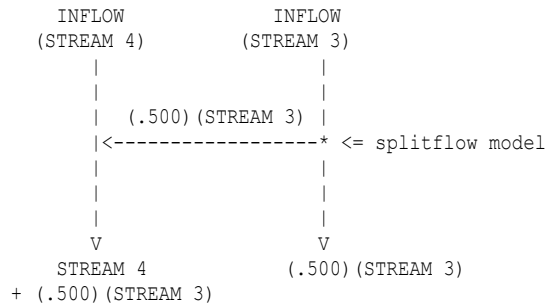 INFLOW INFLOW
(STREAM 4) (STREAM 3)
| |
| |
| (.500)(STREAM 3) |
|<------------------* <= splitflow model
| |
| |
| |
V V
STREAM 4 (.500)(STREAM 3)
+ (.500)(STREAM 3)